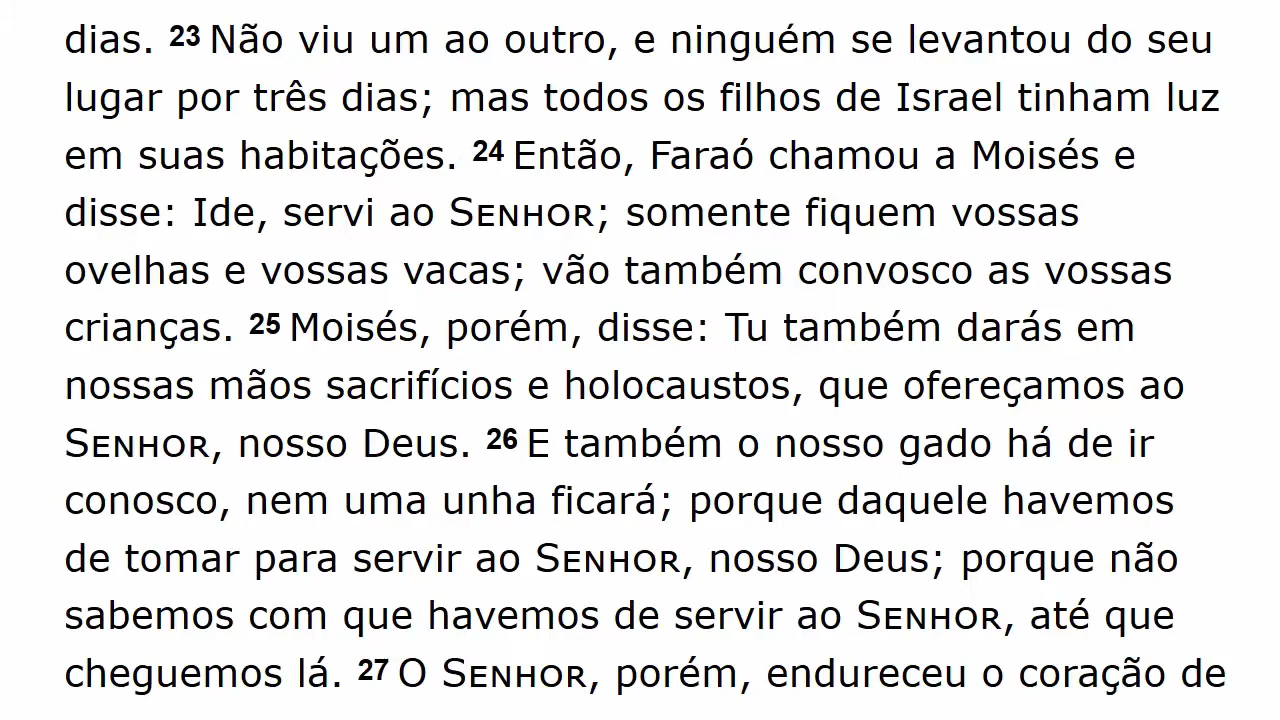 dias. 23 Não viu um ao outro, e ninguém se levantou do seu
lugar por três dias; mas todos os filhos de Israel tinham luz
em suas habitações. 24 Então, Faraó chamou a Moisés e
disse: Ide, servi ao SENHOR; somente fiquem vossas
ovelhas e vossas vacas; vão também convosco as vossas
crianças. 25 Moisés, porém, disse: Tu também darás em
nossas mãos sacrifícios e holocaustos, que ofereçamos ao
SENHOR, nosso Deus. 26 E também o nosso gado há de ir
conosco, nem uma unha ficará; porque daquele havemos
de tomar para servir ao SENHOR, nosso Deus; porque não
sabemos com que havemos de servir ao SENHOR, até que
cheguemos lá. 27 O SENHOR, porém, endureceu o coração de